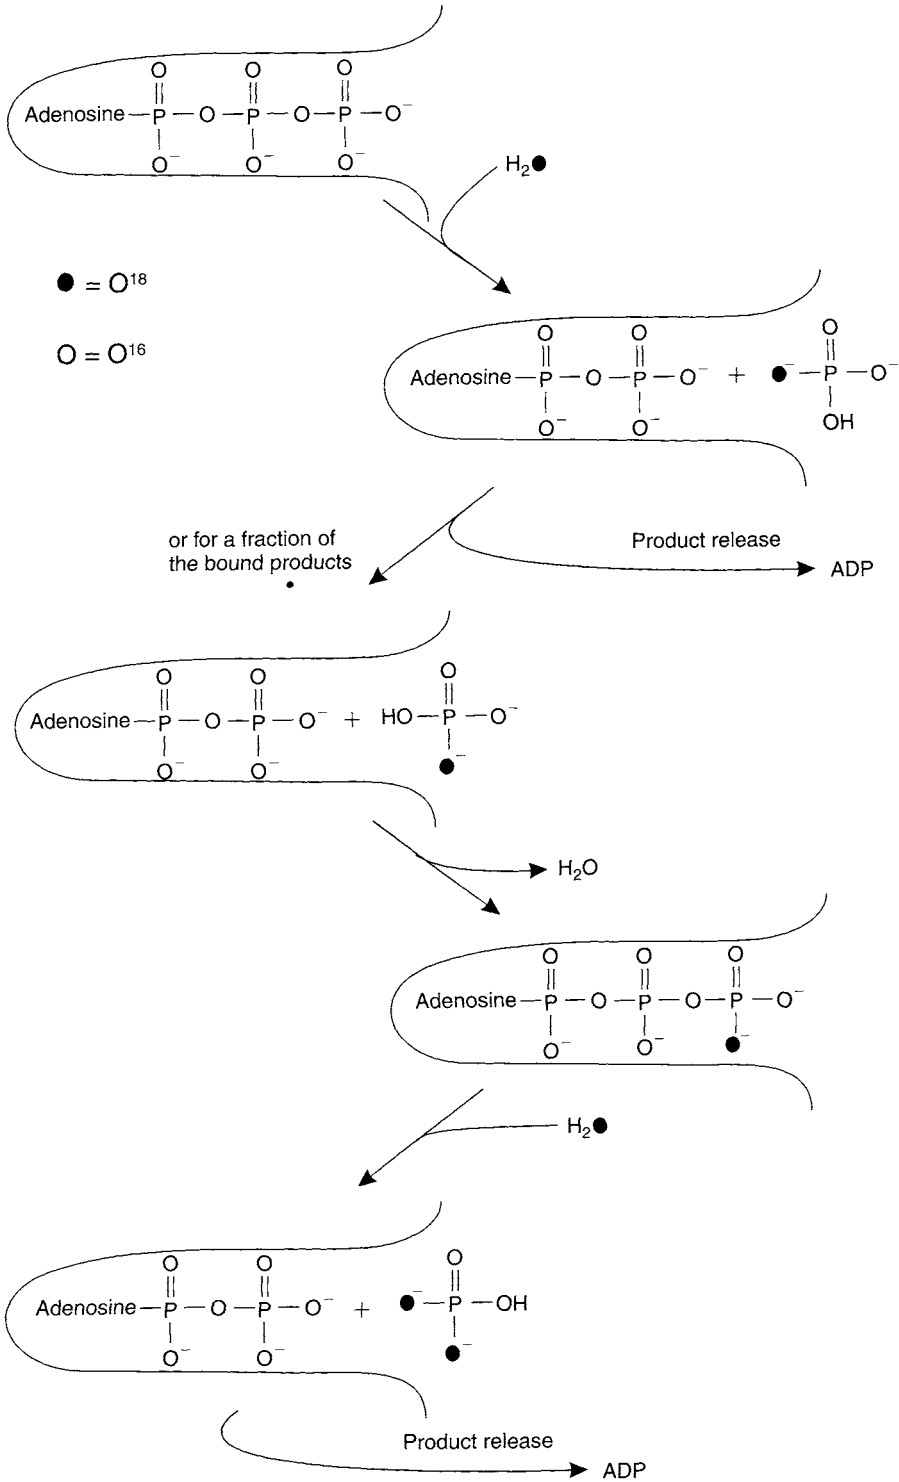 O O O
Adenosine—P—O—P—O—P—O⁻
O⁻ O⁻ O⁻
H₂●
● = O¹⁸
O = O¹⁶
O O O
Adenosine—P—O—P—O⁻ + ●⁻—P—O⁻
O⁻ O⁻ OH
or for a fraction of
the bound products
Product release
ADP
O O O
Adenosine—P—O—P—O⁻ + HO—P—O⁻
O⁻ O⁻ ●⁻
H₂O
O O O
Adenosine—P—O—P—O—P—O⁻
O⁻ O⁻ ●⁻
H₂●
O O O
Adenosine—P—O—P—O⁻ + ●⁻—P—OH
O⁻ O⁻ ●⁻
Product release
ADP